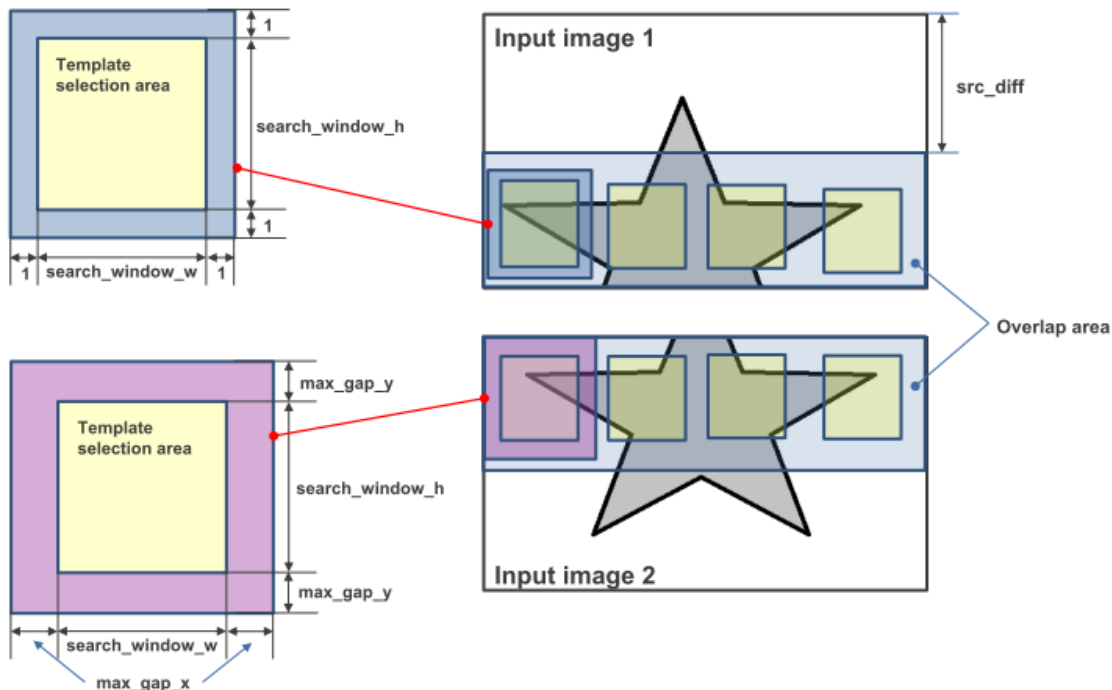 1
Template
selection area
search_window_h
1
1
search_window_w
1
Input image 1
src_diff
Overlap area
max_gap_y
Template
selection area
search_window_h
max_gap_y
search_window_w
max_gap_x
Input image 2